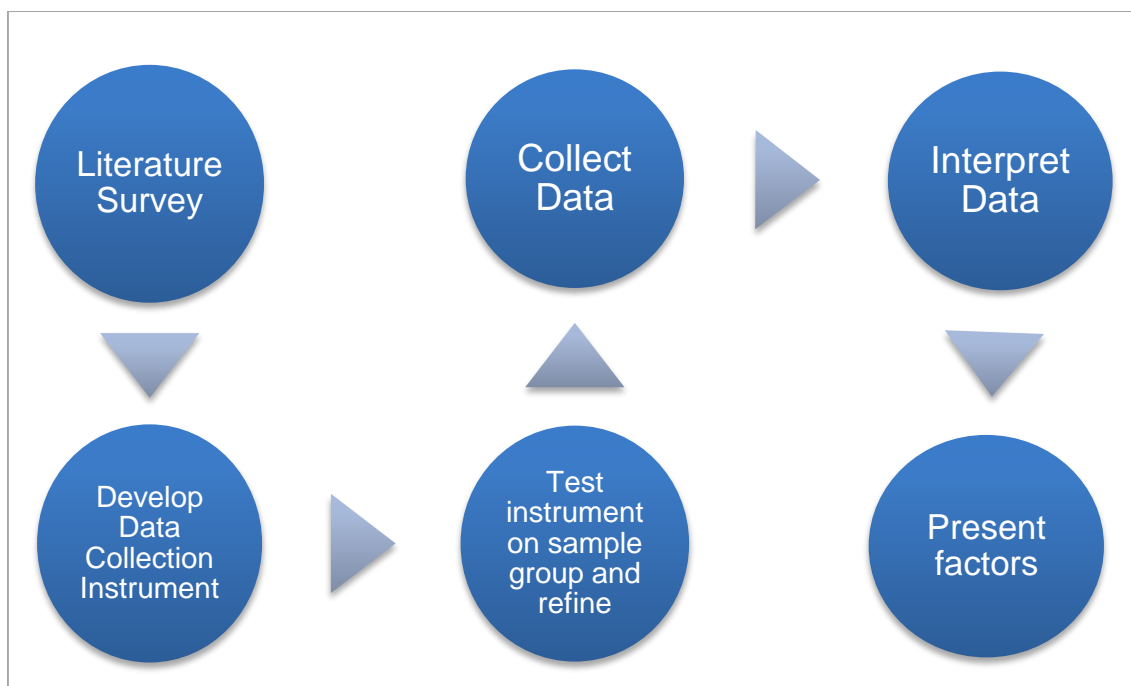 Literature
Survey
Develop
Data
Collection
Instrument
Test
instrument
on sample
group and
refine
Collect
Data
Interpret
Data
Present
factors